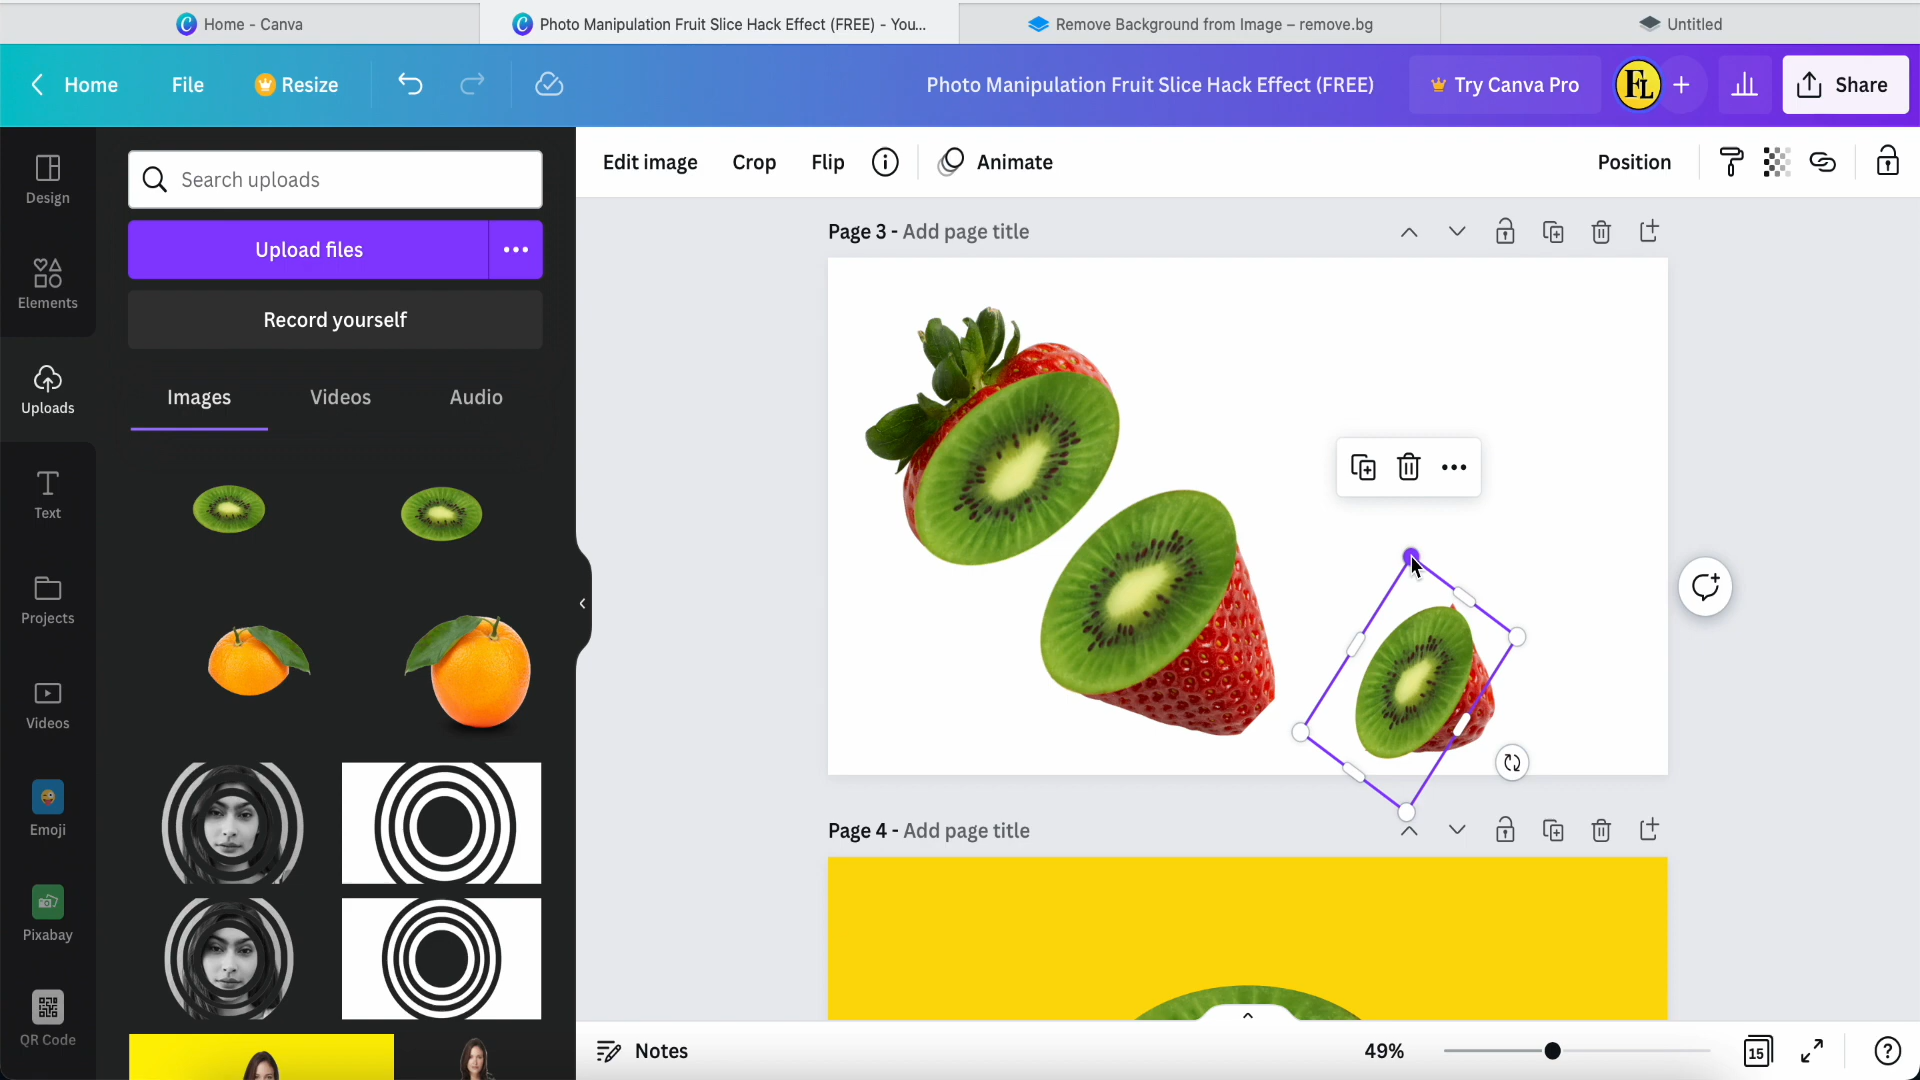 Home - Canva
Photo Manipulation Fruit Slice Hack Effect (FREE) - You...
Remove Background from Image – remove.bg
Untitled
Home
File
Resize
Photo Manipulation Fruit Slice Hack Effect (FREE)
Try Canva Pro
FL
Share
Design
Elements
Uploads
Text
Projects
Videos
Emoji
Pixabay
QR Code
Search uploads
Upload files
Record yourself
Images
Videos
Audio
Edit image
Crop
Flip
Animate
Position
Page 3 - Add page title
Page 4 - Add page title
Notes
49%
15